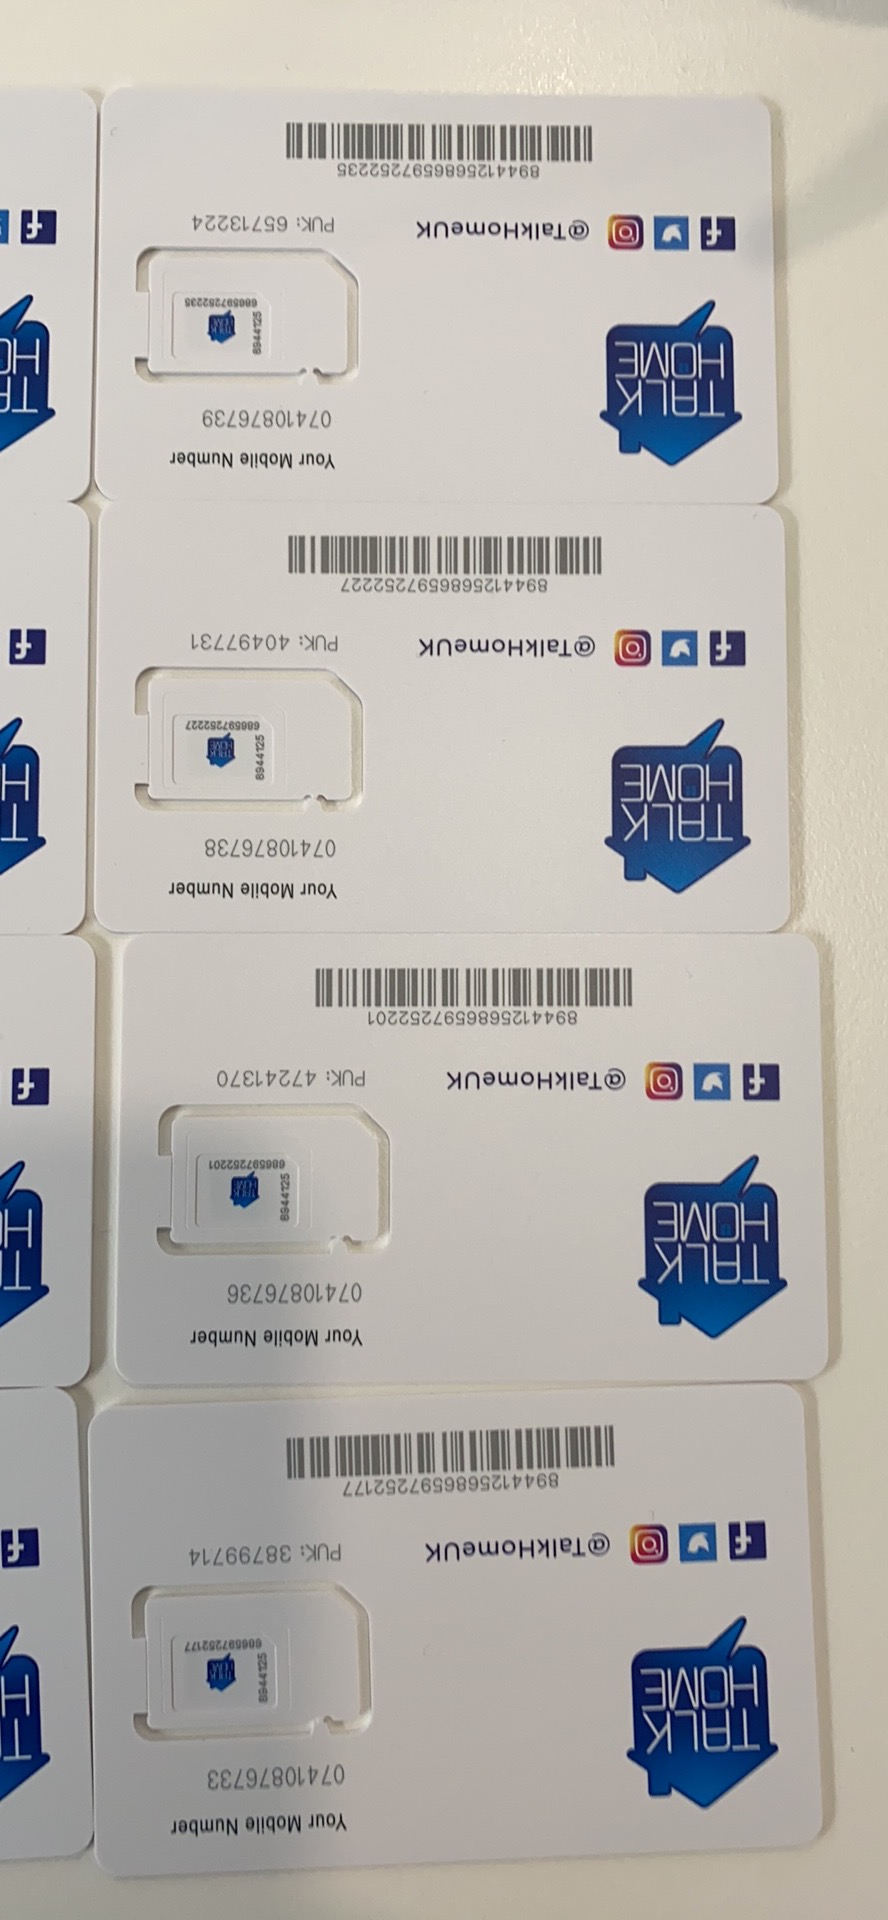 Your Mobile Number
07410876733
TALK
HOME
8944125
686597252177
@TalkHomeUK
PUK: 38799714
8944125686597252177
Your Mobile Number
07410876736
TALK
HOME
8944125
686597252201
@TalkHomeUK
PUK: 47241370
8944125686597252201
Your Mobile Number
07410876738
TALK
HOME
8944125
686597252227
@TalkHomeUK
PUK: 40497731
8944125686597252227
Your Mobile Number
07410876739
TALK
HOME
8944125
686597252235
@TalkHomeUK
PUK: 65713224
8944125686597252235